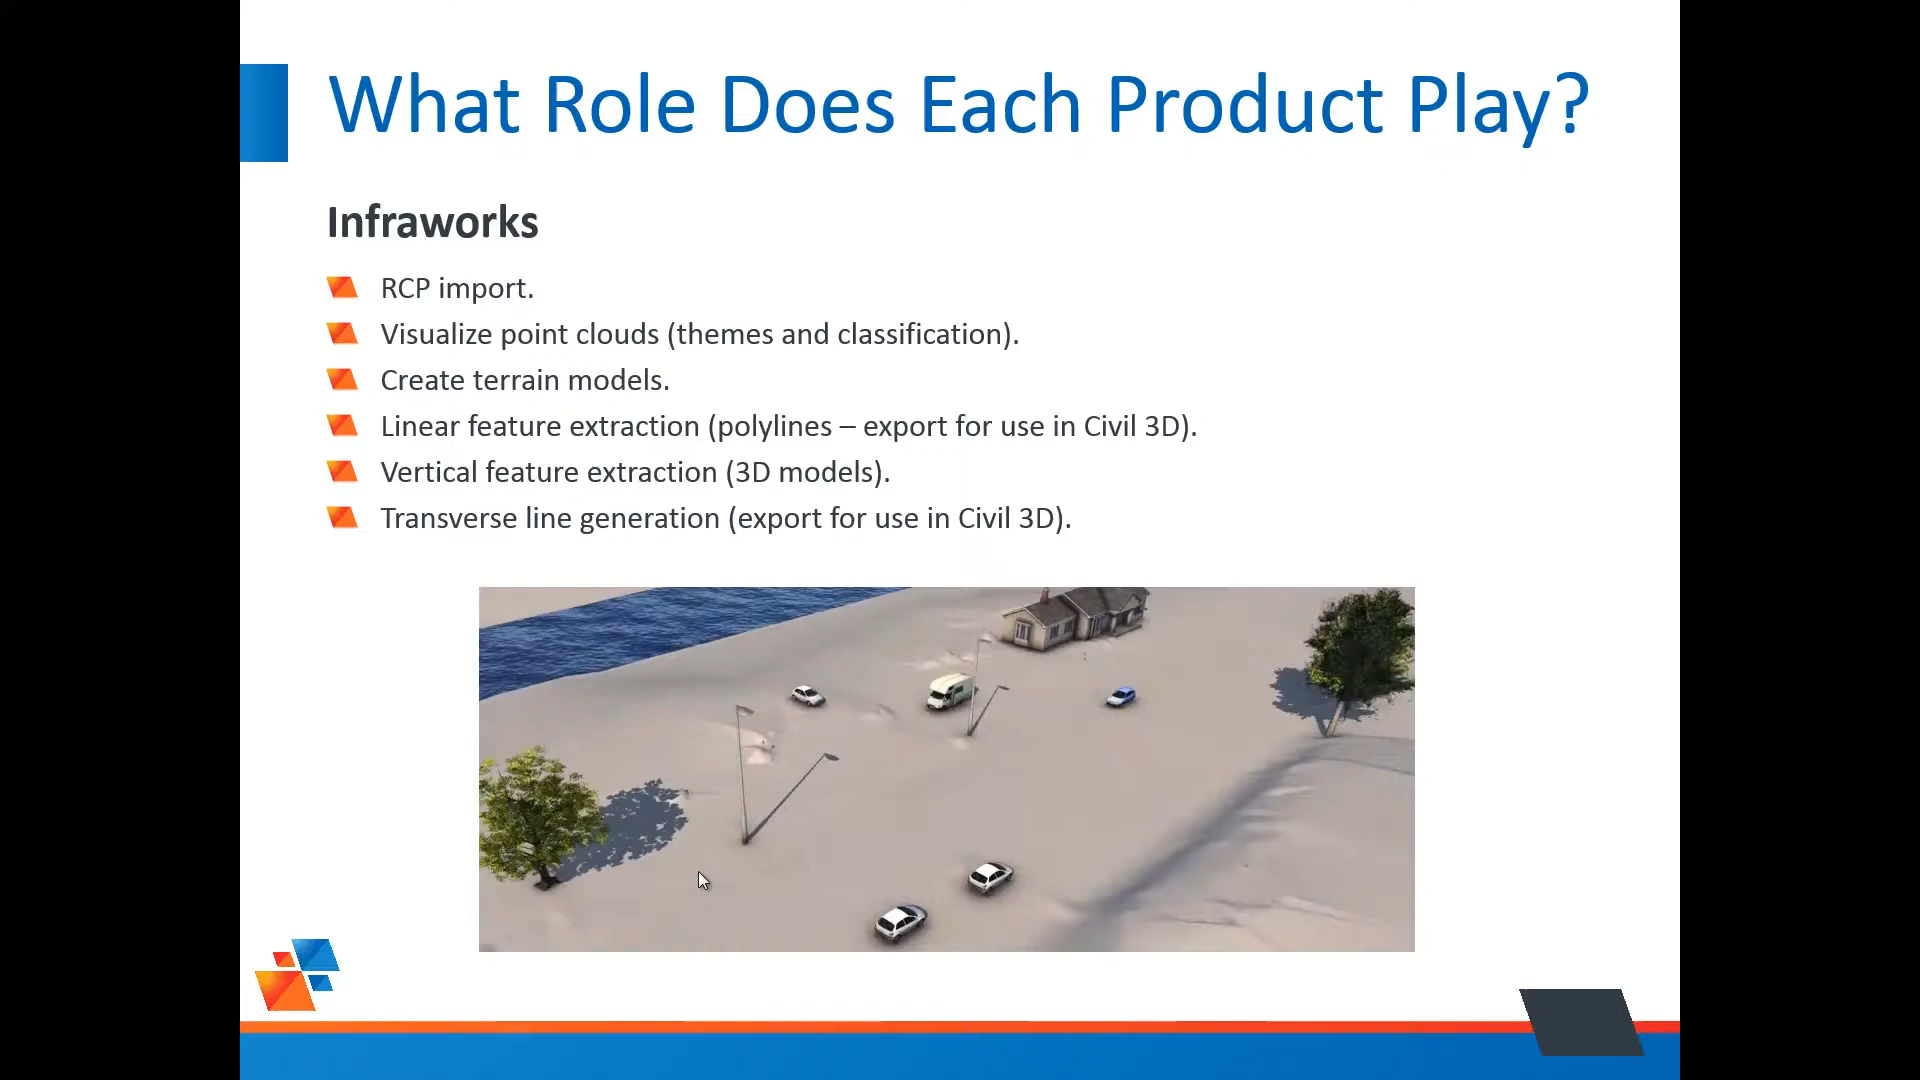 What Role Does Each Product Play?
Infraworks
RCP import.
Visualize point clouds (themes and classification).
Create terrain models.
Linear feature extraction (polylines – export for use in Civil 3D).
Vertical feature extraction (3D models).
Transverse line generation (export for use in Civil 3D).